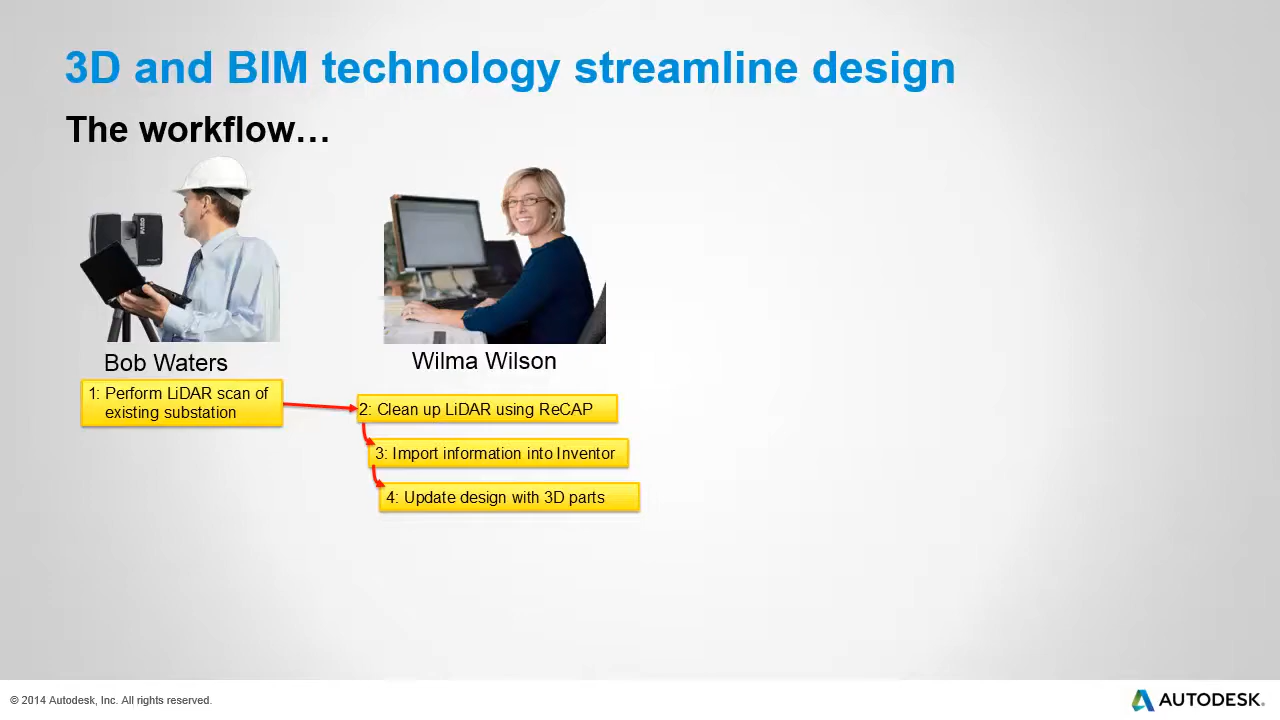 3D and BIM technology streamline design
The workflow…
FARO
Bob Waters
Wilma Wilson
1: Perform LiDAR scan of
existing substation
2: Clean up LiDAR using ReCAP
3: Import information into Inventor
4: Update design with 3D parts
© 2014 Autodesk, Inc. All rights reserved.
AUTODESK.